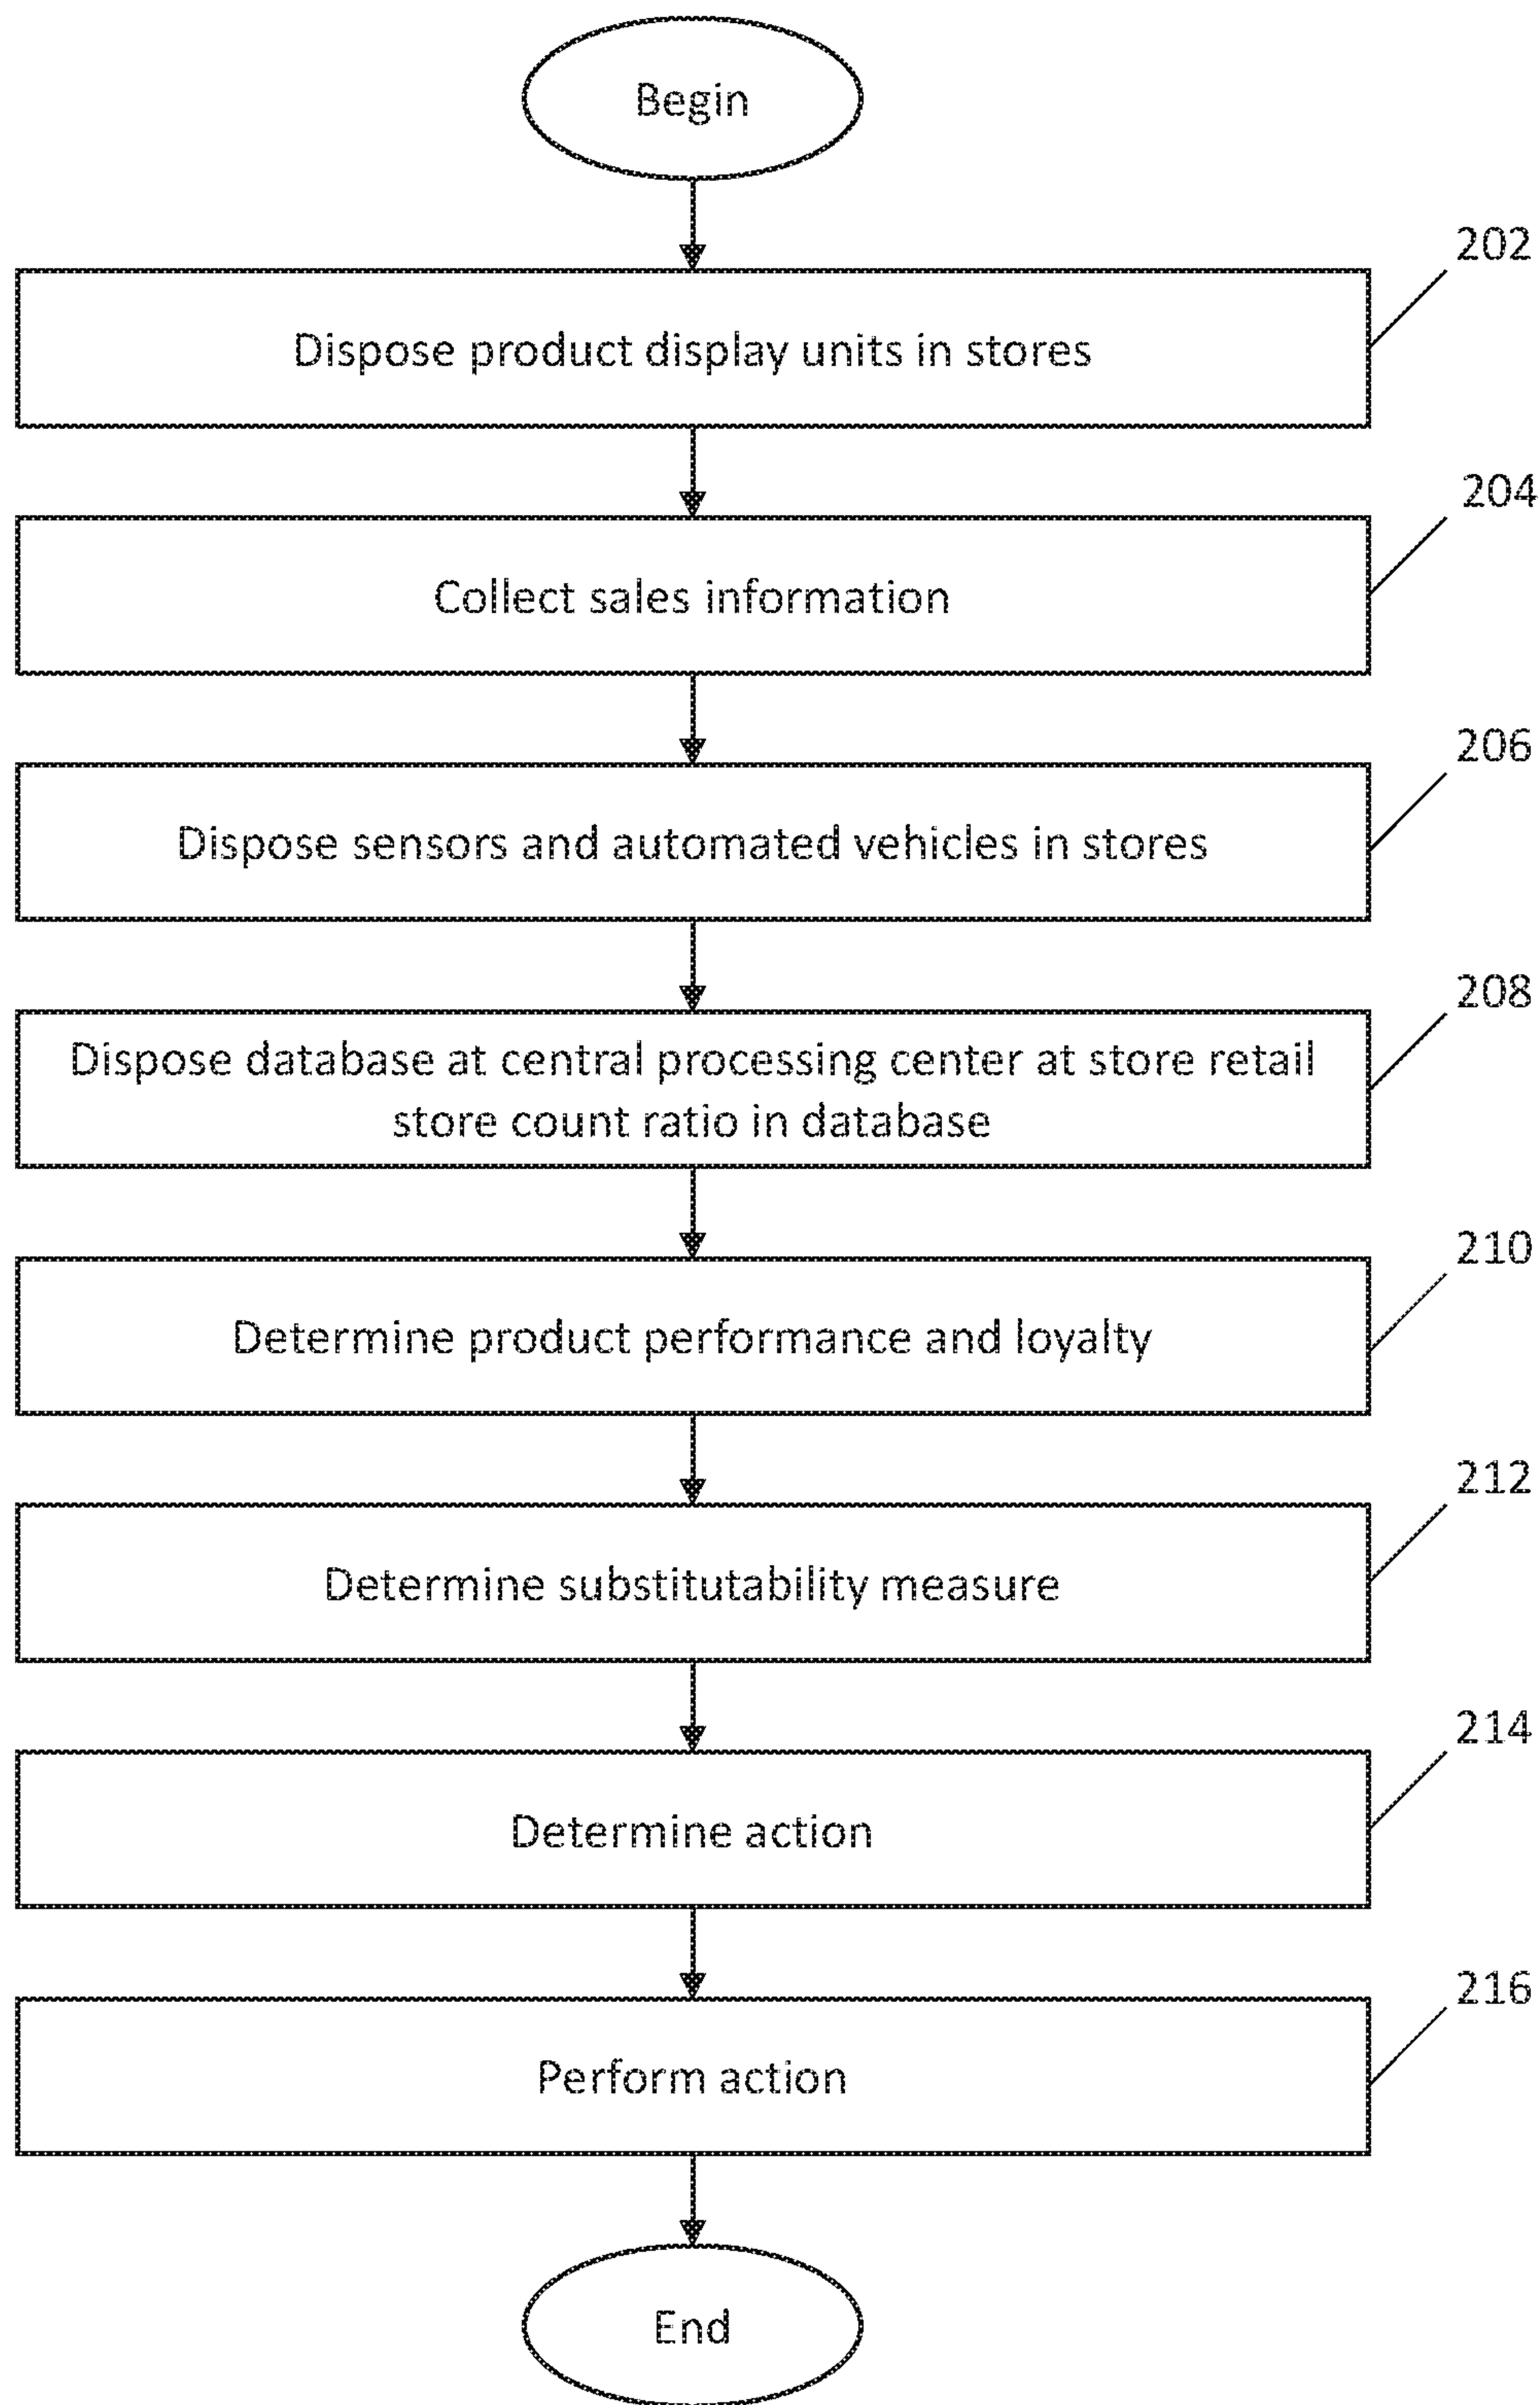 Begin
202
Dispose product display units in stores
204
Collect sales information
206
Dispose sensors and automated vehicles in stores
208
Dispose database at central processing center at store retail
store count ratio in database
210
Determine product performance and loyalty
212
Determine substitutability measure
214
Determine action
216
Perform action
End